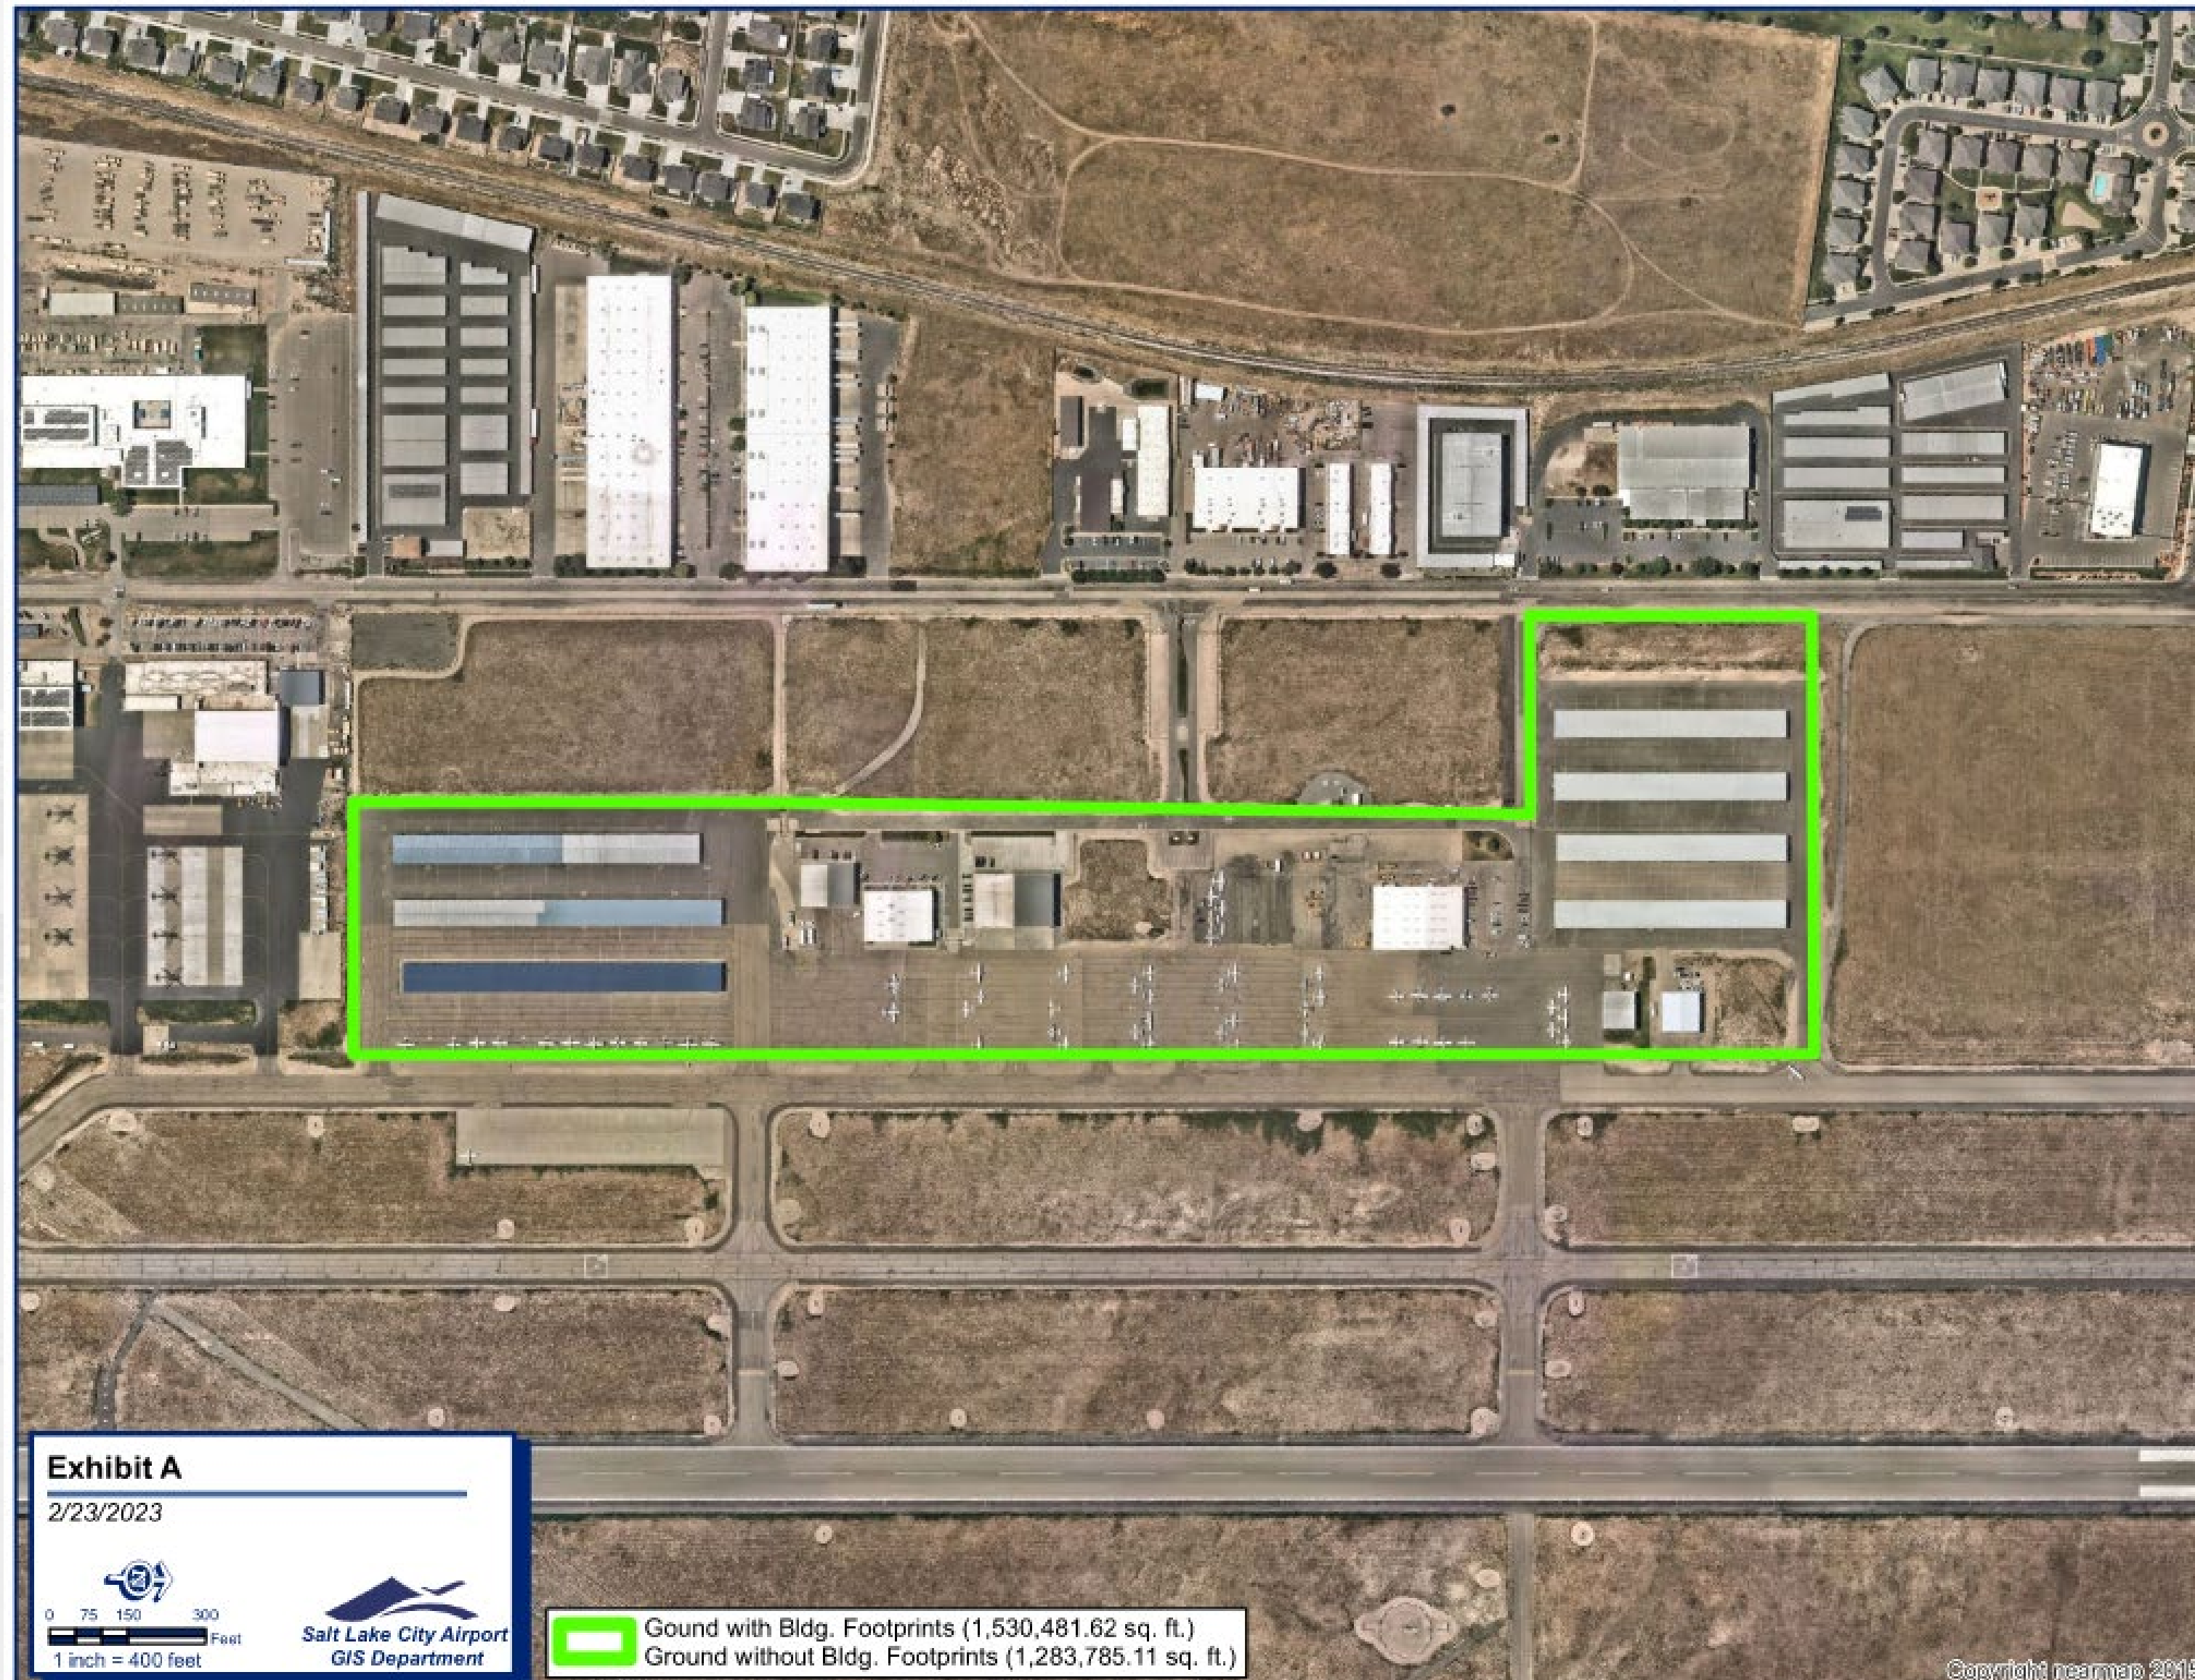 Exhibit A
2/23/2023
0 75 150 300
Feet
1 inch = 400 feet
Salt Lake City Airport
GIS Department
Gound with Bldg. Footprints (1,530,481.62 sq. ft.)
Ground without Bldg. Footprints (1,283,785.11 sq. ft.)
Copyright nearmap 2015